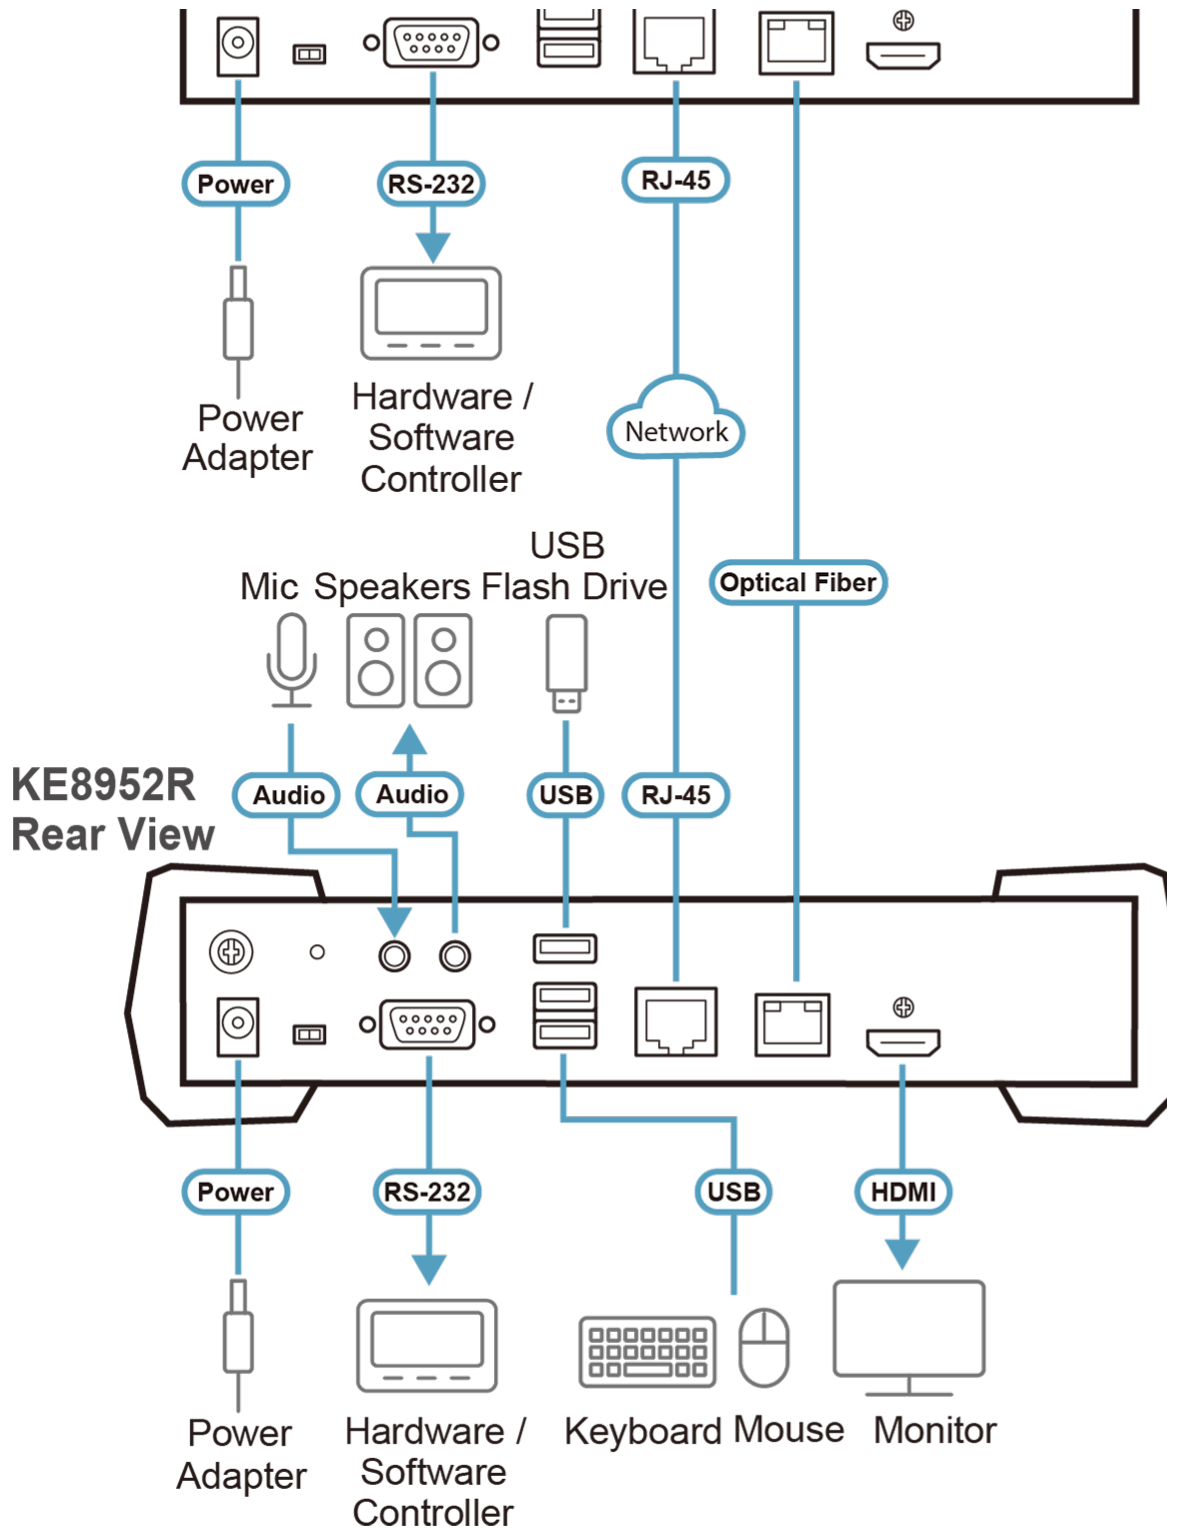 Power
RS-232
RJ-45
Power
Adapter
Hardware /
Software
Controller
Network
USB
Mic Speakers Flash Drive
Optical Fiber
KE8952R
Rear View
Audio
Audio
USB
RJ-45
Power
RS-232
USB
HDMI
Power
Adapter
Hardware /
Software
Controller
Keyboard Mouse Monitor